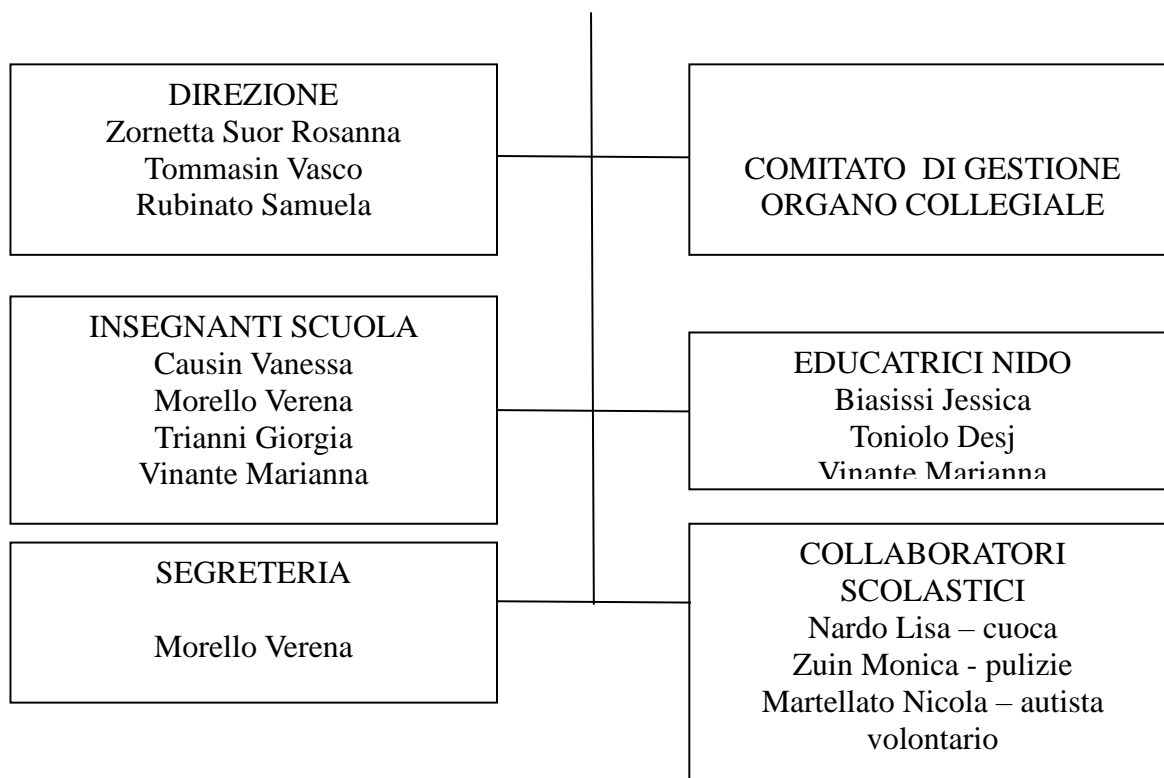 DIREZIONE
Zornetta Suor Rosanna
Tommasin Vasco
Rubinato Samuela
COMITATO DI GESTIONE
ORGANO COLLEGIALE
INSEGNANTI SCUOLA
Causin Vanessa
Morello Verena
Trianni Giorgia
Vinante Marianna
EDUCATRICI NIDO
Biasissi Jessica
Toniolo Desj
Vinante Marianna
SEGRETERIA
Morello Verena
COLLABORATORI
SCOLASTICI
Nardo Lisa – cuoca
Zuin Monica - pulizie
Martellato Nicola – autista
volontario